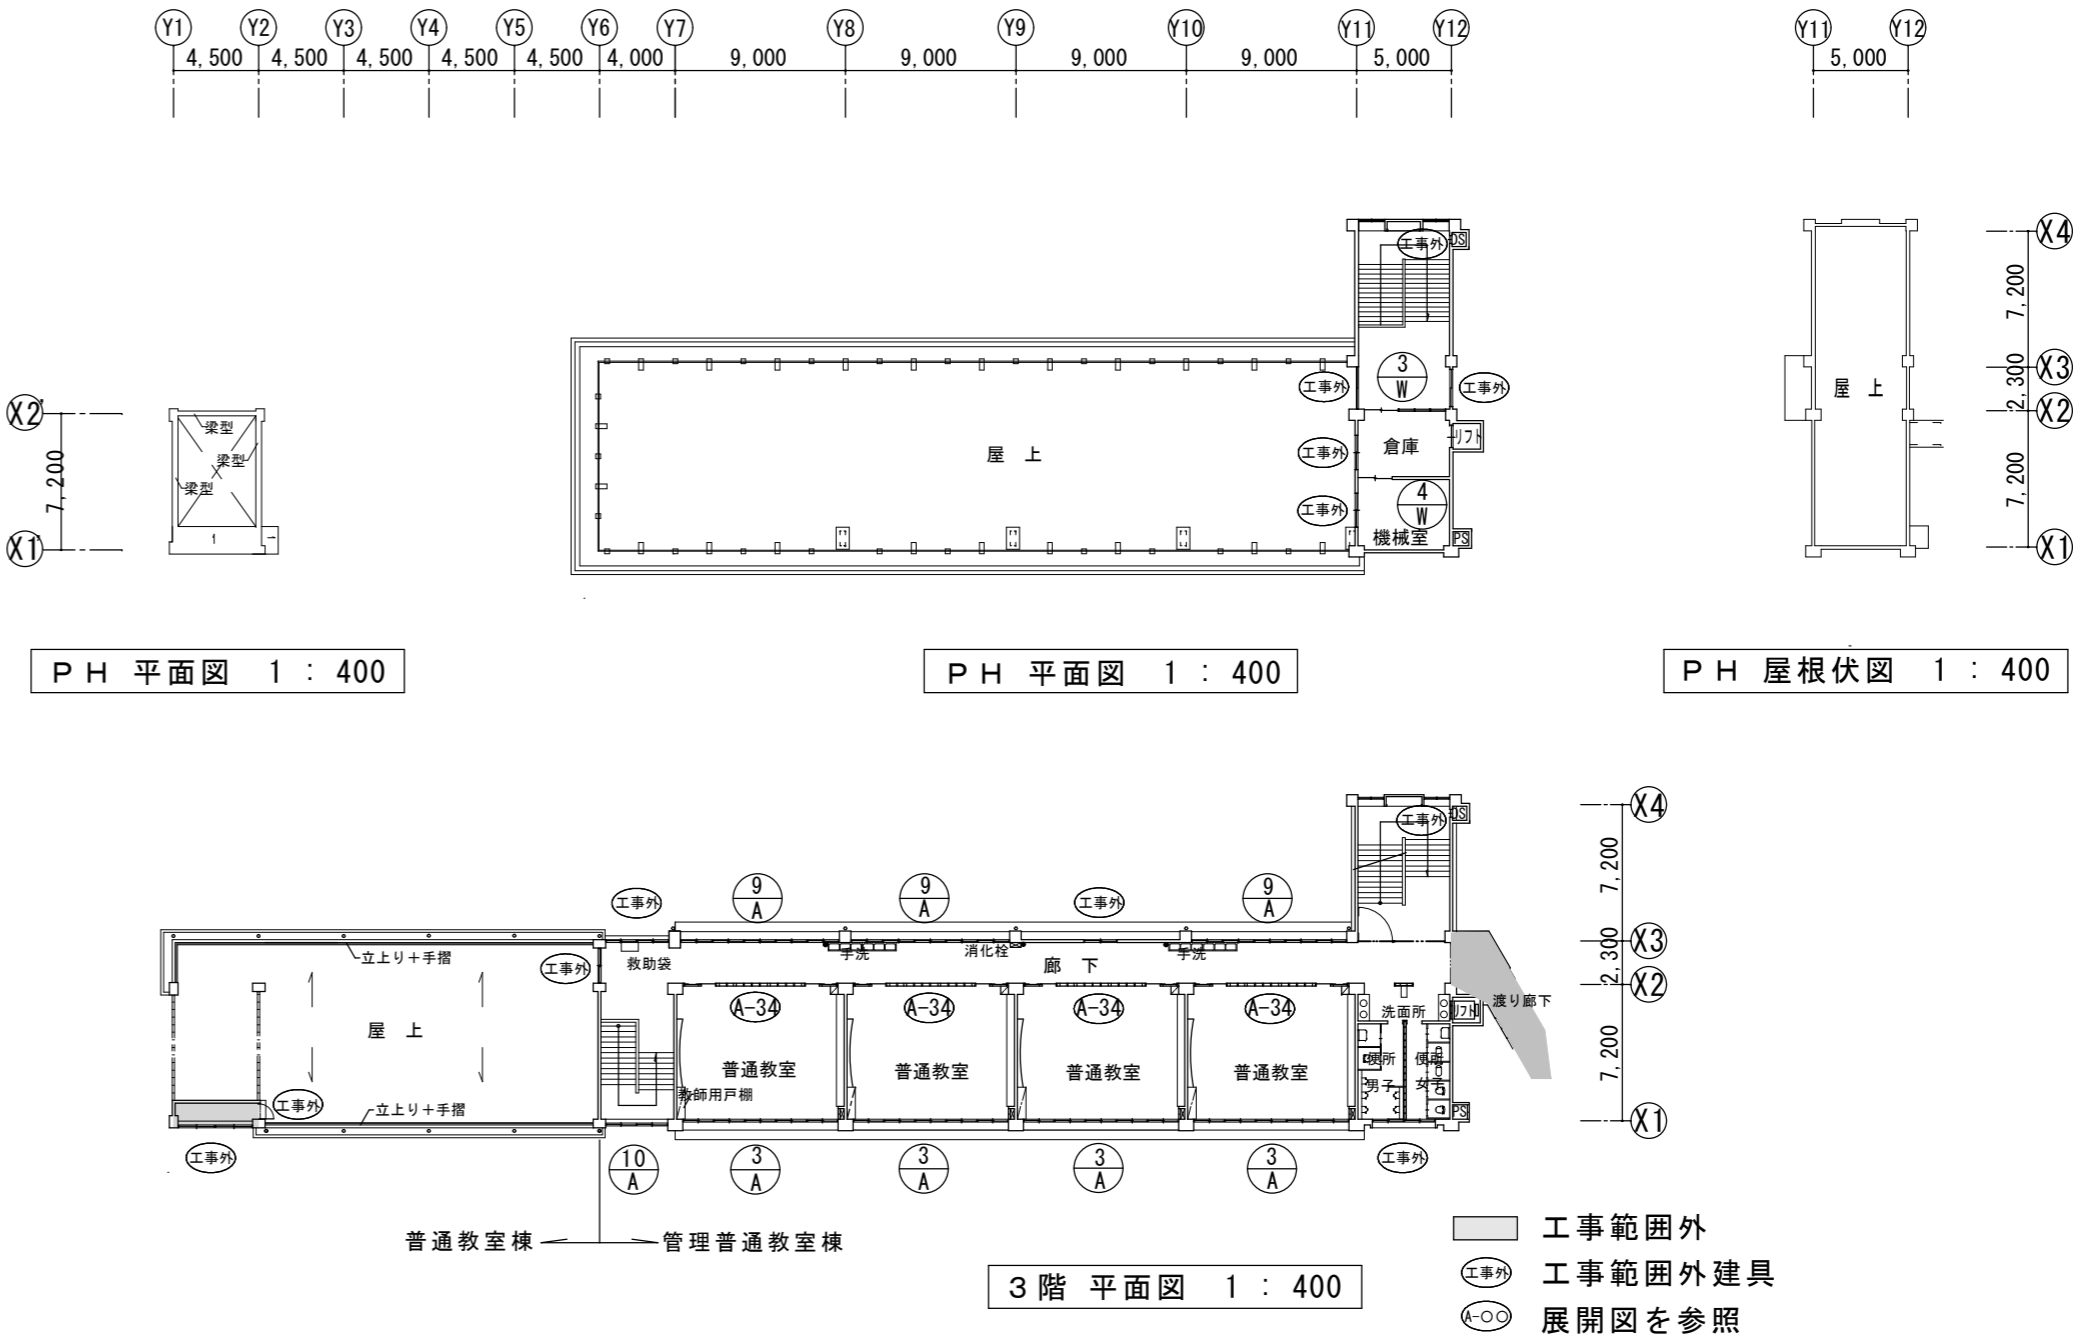 Y1 Y2 Y3 Y4 Y5 Y6 Y7 Y8 Y9 Y10 Y11 Y12
4,500 4,500 4,500 4,500 4,500 4,000 9,000 9,000 9,000 9,000 5,000
Y11 Y12
5,000
X2'
7,200
X1'
梁型
梁型
梁型
工事外
DS
工事外
3
W
工事外
屋 上
工事外
倉庫
リフト
工事外
4
W
機械室
PS
屋 上
X4
7,200
X3
2,300
X2
7,200
X1
PH 平面図 1 : 400
PH 平面図 1 : 400
PH 屋根伏図 1 : 400
工事外
DS
工事外
9
A
9
A
工事外
9
A
立上り+手摺
工事外
救助袋
手洗
消化栓
廊 下
手洗
A-34
A-34
A-34
A-34
屋 上
洗面所
リフト
渡り廊下
普通教室
普通教室
普通教室
普通教室
便所
男子
便所
女子
教師用戸棚
工事外
立上り+手摺
PS
工事外
10
A
3
A
3
A
3
A
3
A
工事外
X4
7,200
X3
2,300
X2
7,200
X1
普通教室棟
管理普通教室棟
3階 平面図 1 : 400
工事範囲外
工事外 工事範囲外建具
A-○○ 展開図を参照